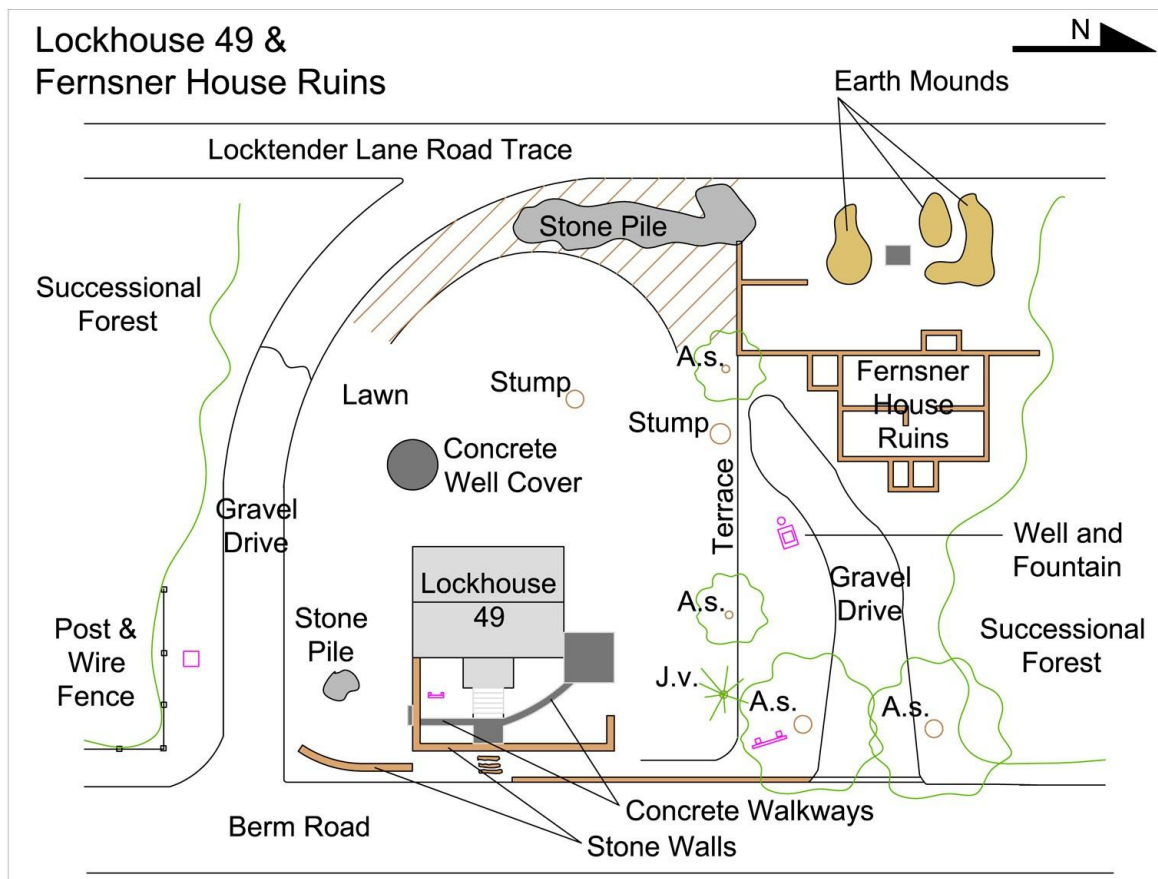 Lockhouse 49 &
Fernsner House Ruins
N
Earth Mounds
Locktender Lane Road Trace
Stone Pile
Successional
Forest
A.s.
Fernsner
House
Ruins
Lawn
Stump
Stump
Concrete
Well Cover
Terrace
Gravel
Drive
Well and
Fountain
Lockhouse
49
Gravel
Drive
A.s.
Stone
Pile
Post &
Wire
Fence
Successional
Forest
J.v.
A.s.
A.s.
Concrete Walkways
Berm Road
Stone Walls